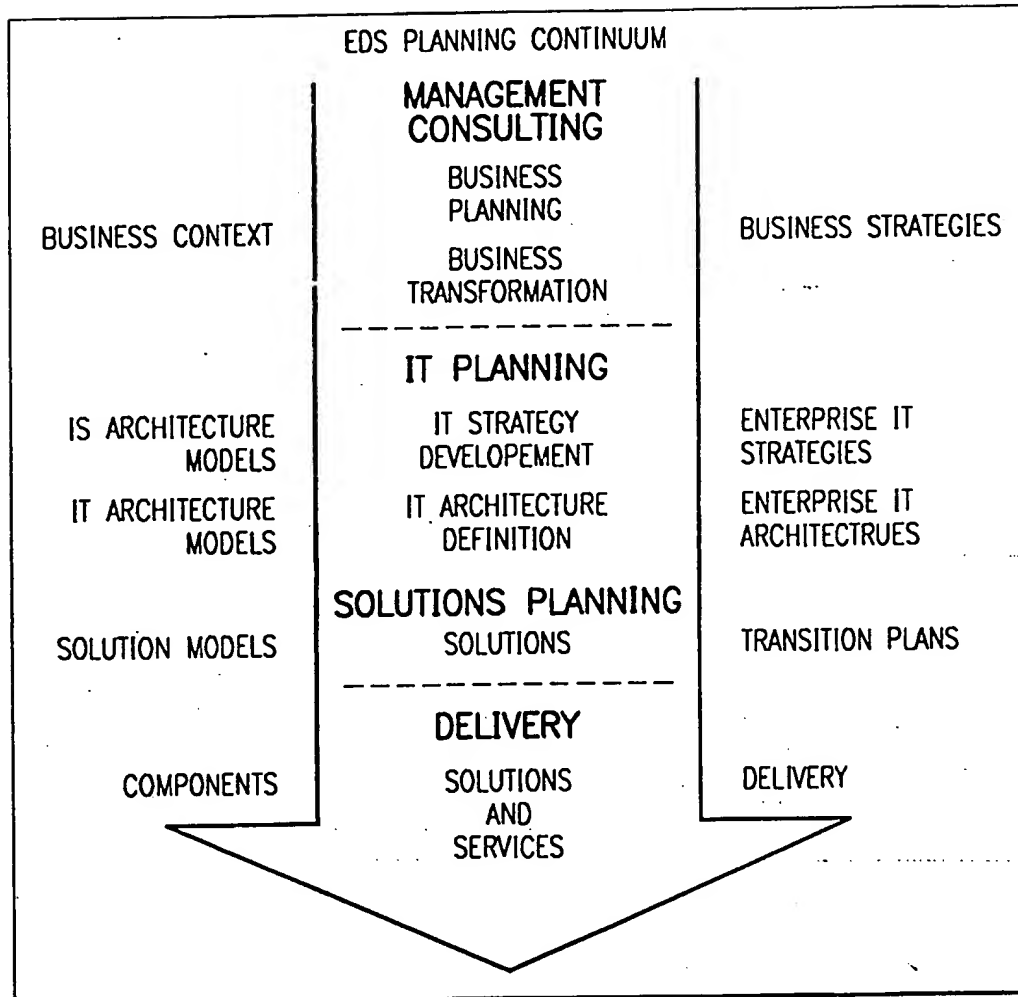 EDS PLANNING CONTINUUM
MANAGEMENT
CONSULTING
BUSINESS
PLANNING
BUSINESS CONTEXT
BUSINESS STRATEGIES
BUSINESS
TRANSFORMATION
IT PLANNING
IS ARCHITECTURE
MODELS
IT STRATEGY
DEVELOPEMENT
ENTERPRISE IT
STRATEGIES
IT ARCHITECTURE
MODELS
IT ARCHITECTURE
DEFINITION
ENTERPRISE IT
ARCHITECTRUES
SOLUTIONS PLANNING
SOLUTION MODELS
SOLUTIONS
TRANSITION PLANS
DELIVERY
COMPONENTS
SOLUTIONS
AND
SERVICES
DELIVERY